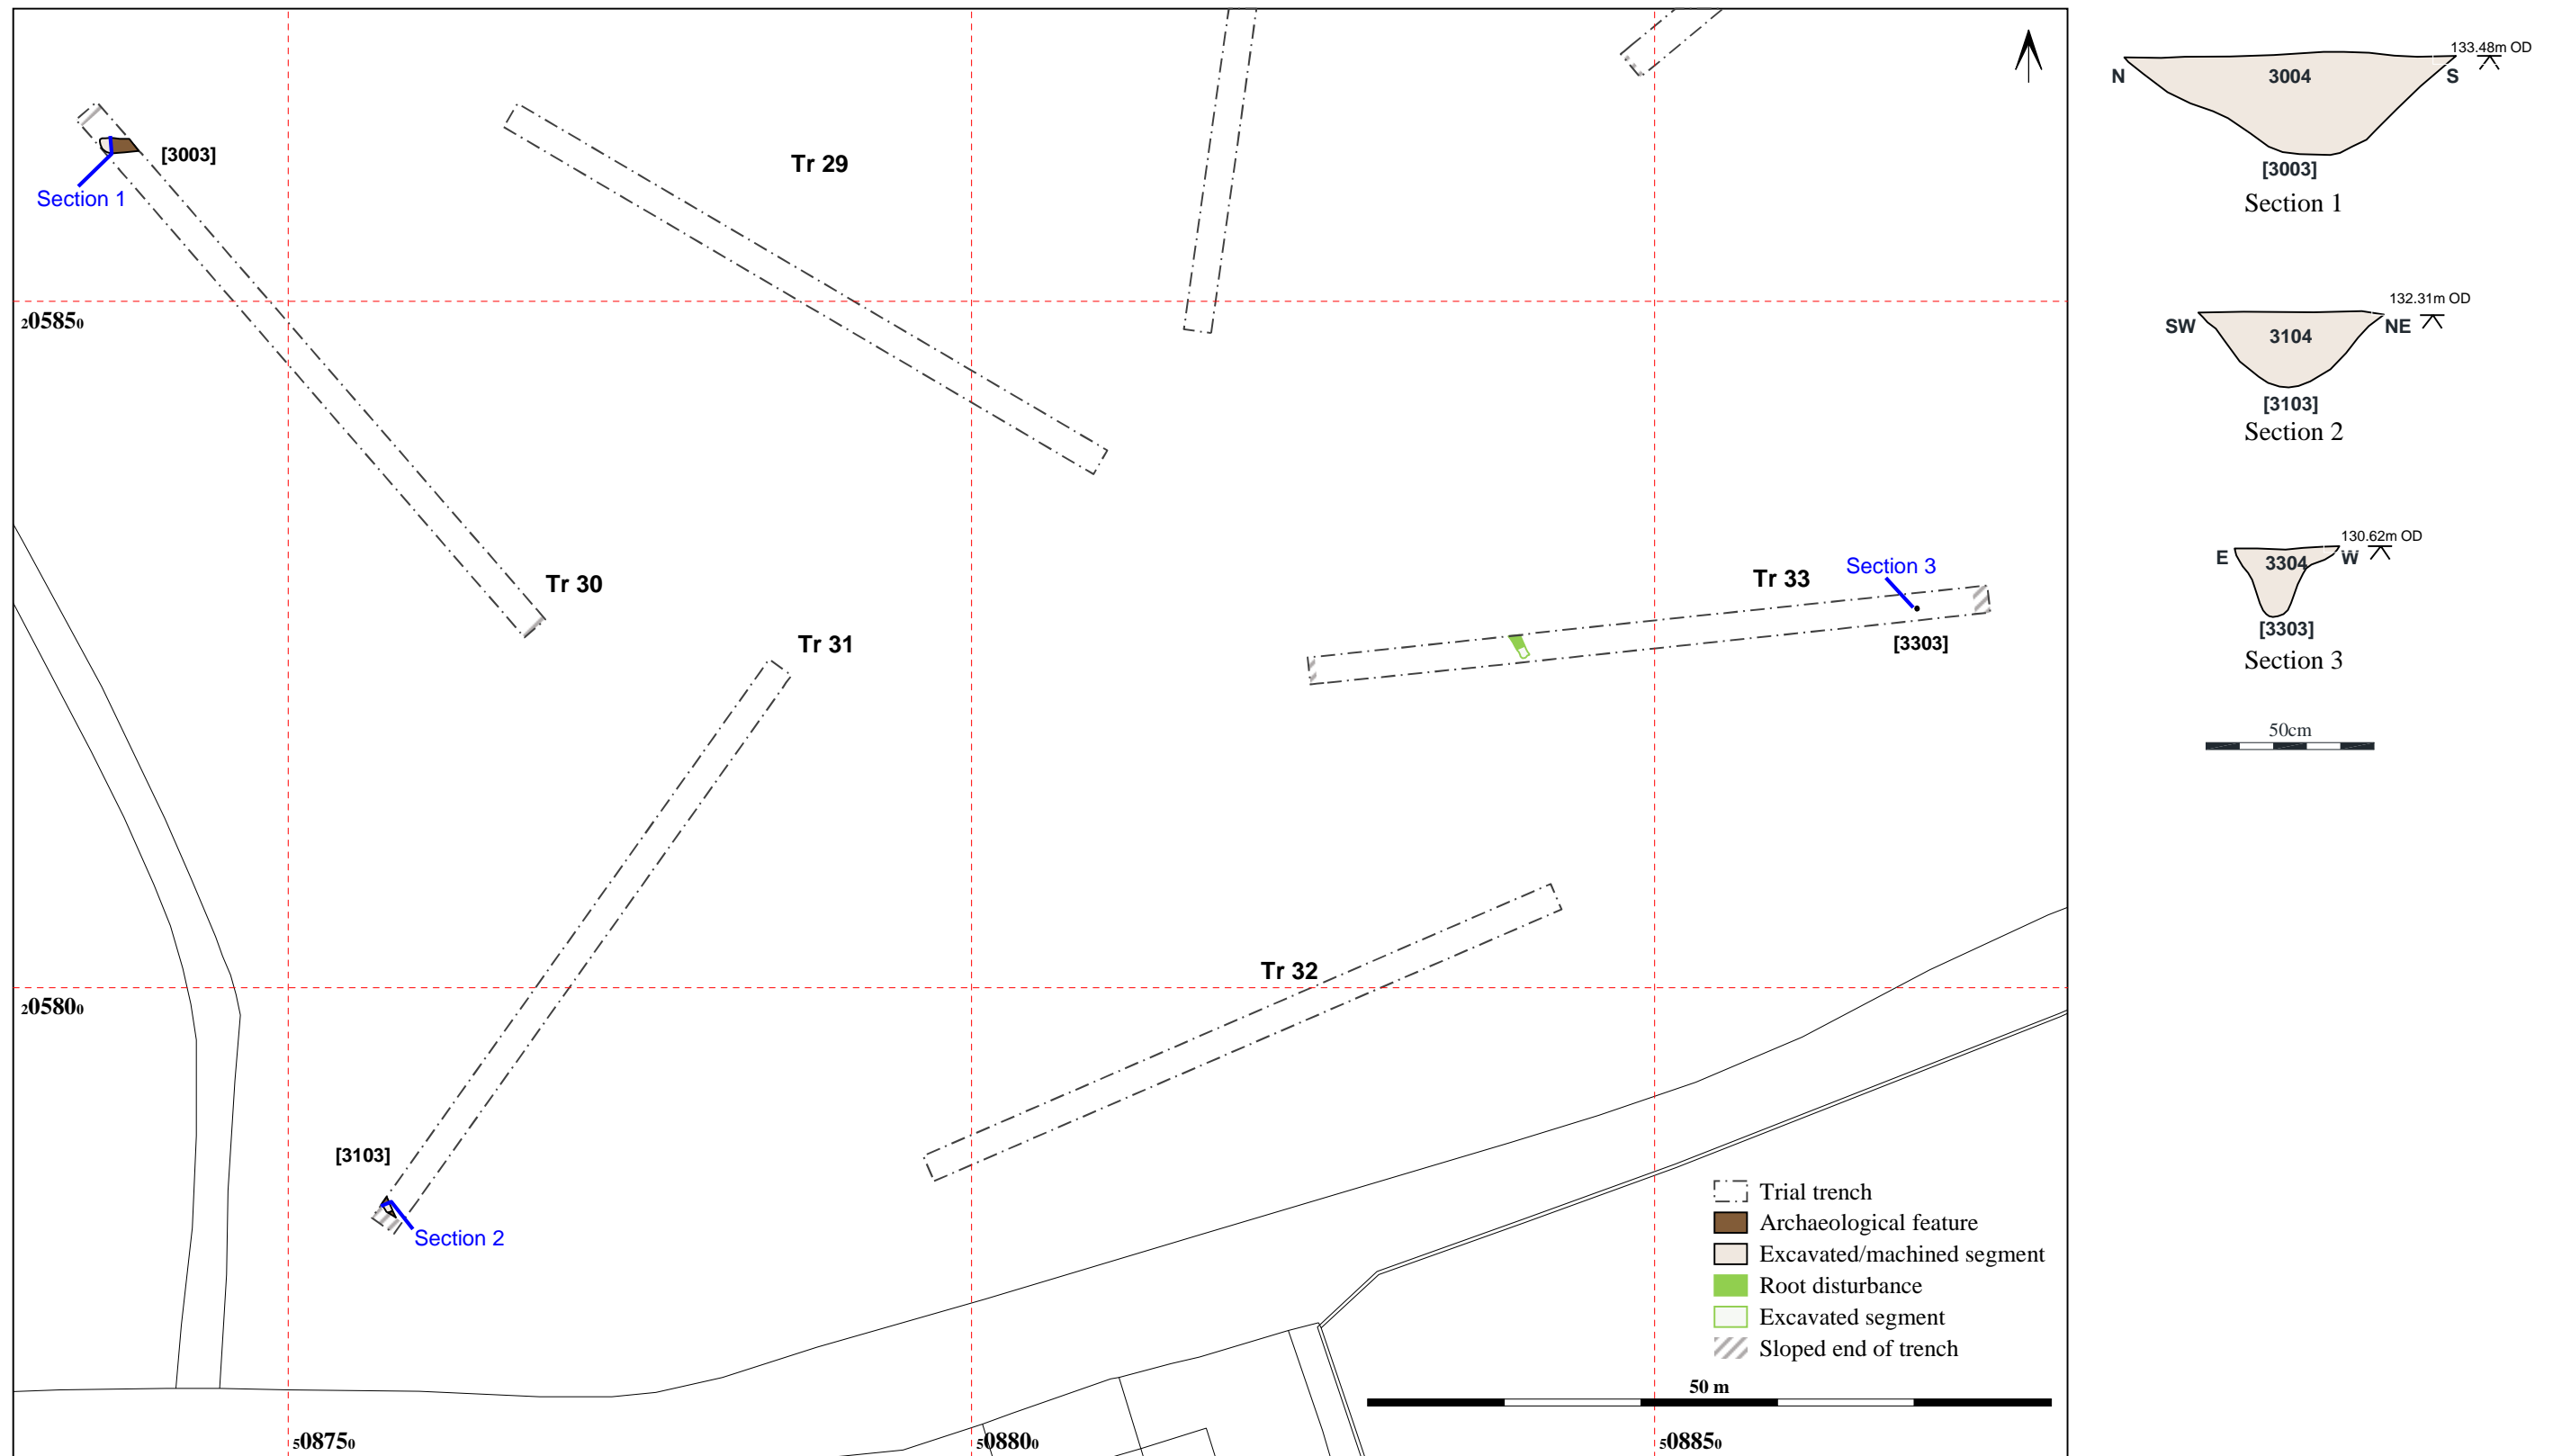 [3003]
Section 1
Tr 29
205850
Tr 30
Tr 31
Section 3
Tr 33
[3303]
Tr 32
205800
[3103]
Section 2
Trial trench
Archaeological feature
Excavated/machined segment
Root disturbance
Excavated segment
Sloped end of trench
50 m
508750
508800
508850
133.48m OD
N
3004
S
[3003]
Section 1
132.31m OD
SW
3104
NE
[3103]
Section 2
130.62m OD
E
3304
W
[3303]
Section 3
50cm